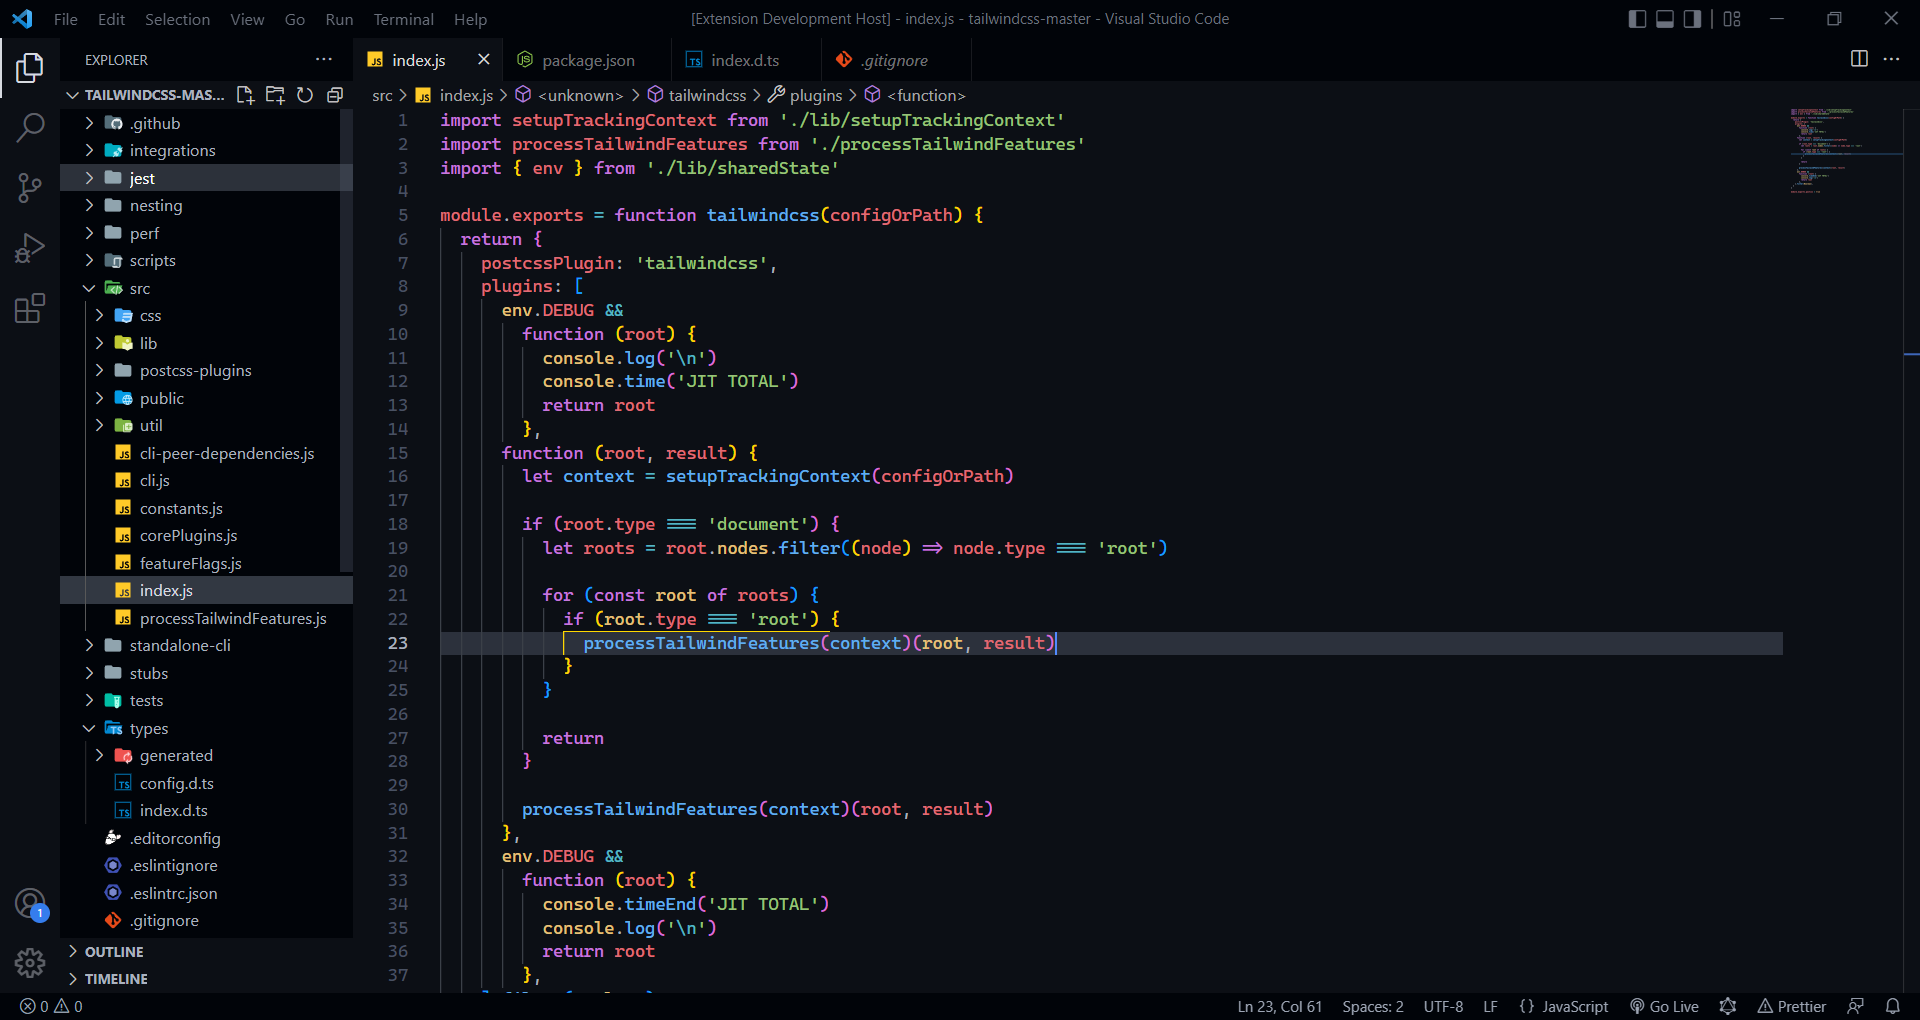 File Edit Selection View Go Run Terminal Help
[Extension Development Host] - index.js - tailwindcss-master - Visual Studio Code
EXPLORER
TAILWINDCSS-MAS...
.github
integrations
jest
nesting
perf
scripts
src
css
lib
postcss-plugins
public
util
cli-peer-dependencies.js
cli.js
constants.js
corePlugins.js
featureFlags.js
index.js
processTailwindFeatures.js
standalone-cli
stubs
tests
types
generated
config.d.ts
index.d.ts
.editorconfig
.eslintignore
.eslintrc.json
.gitignore
OUTLINE
TIMELINE
1
index.js package.json index.d.ts .gitignore
src > index.js > <unknown> > tailwindcss > plugins > <function>
1 import setupTrackingContext from './lib/setupTrackingContext'
2 import processTailwindFeatures from './processTailwindFeatures'
3 import { env } from './lib/sharedState'
4
5 module.exports = function tailwindcss(configOrPath) {
6 return {
7 postcssPlugin: 'tailwindcss',
8 plugins: [
9 env.DEBUG &&
10 function (root) {
11 console.log('\n')
12 console.time('JIT TOTAL')
13 return root
14 },
15 function (root, result) {
16 let context = setupTrackingContext(configOrPath)
17
18 if (root.type === 'document') {
19 let roots = root.nodes.filter((node) => node.type === 'root')
20
21 for (const root of roots) {
22 if (root.type === 'root') {
23 processTailwindFeatures(context)(root, result)
24 }
25 }
26
27 return
28 }
29
30 processTailwindFeatures(context)(root, result)
31 },
32 env.DEBUG &&
33 function (root) {
34 console.timeEnd('JIT TOTAL')
35 console.log('\n')
36 return root
37 },
0 0
Ln 23, Col 61 Spaces: 2 UTF-8 LF {} JavaScript Go Live Prettier